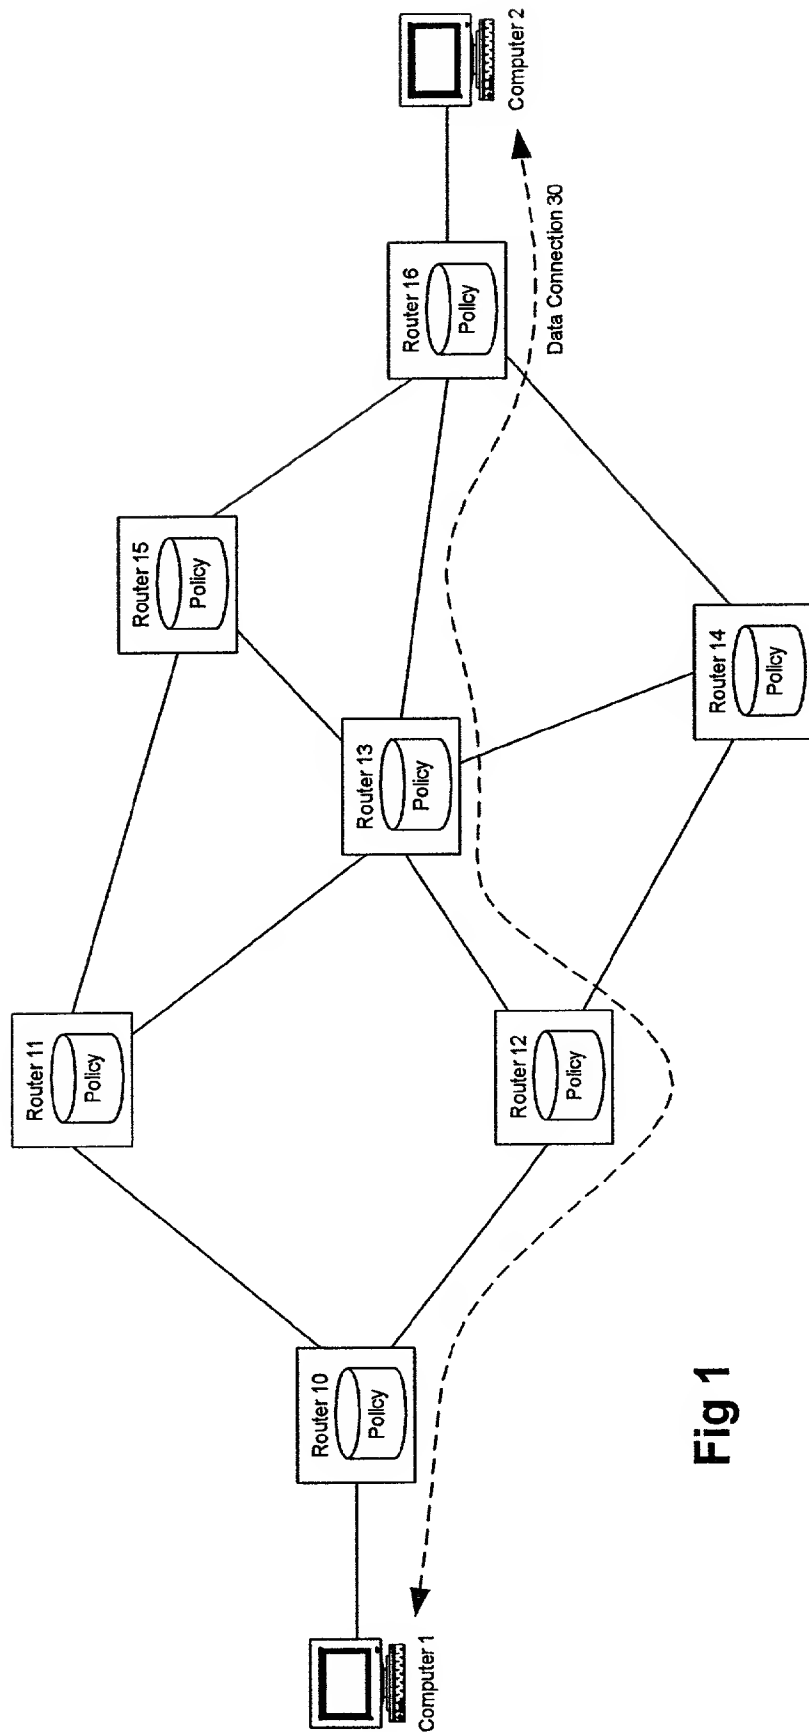 Computer 1
Router 10
Policy
Router 11
Policy
Router 12
Policy
Router 13
Policy
Router 14
Policy
Router 15
Policy
Router 16
Policy
Data Connection 30
Computer 2
Fig 1